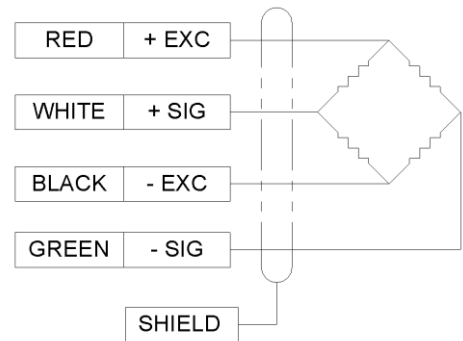 RED + EXC
WHITE + SIG
BLACK - EXC
GREEN - SIG
SHIELD